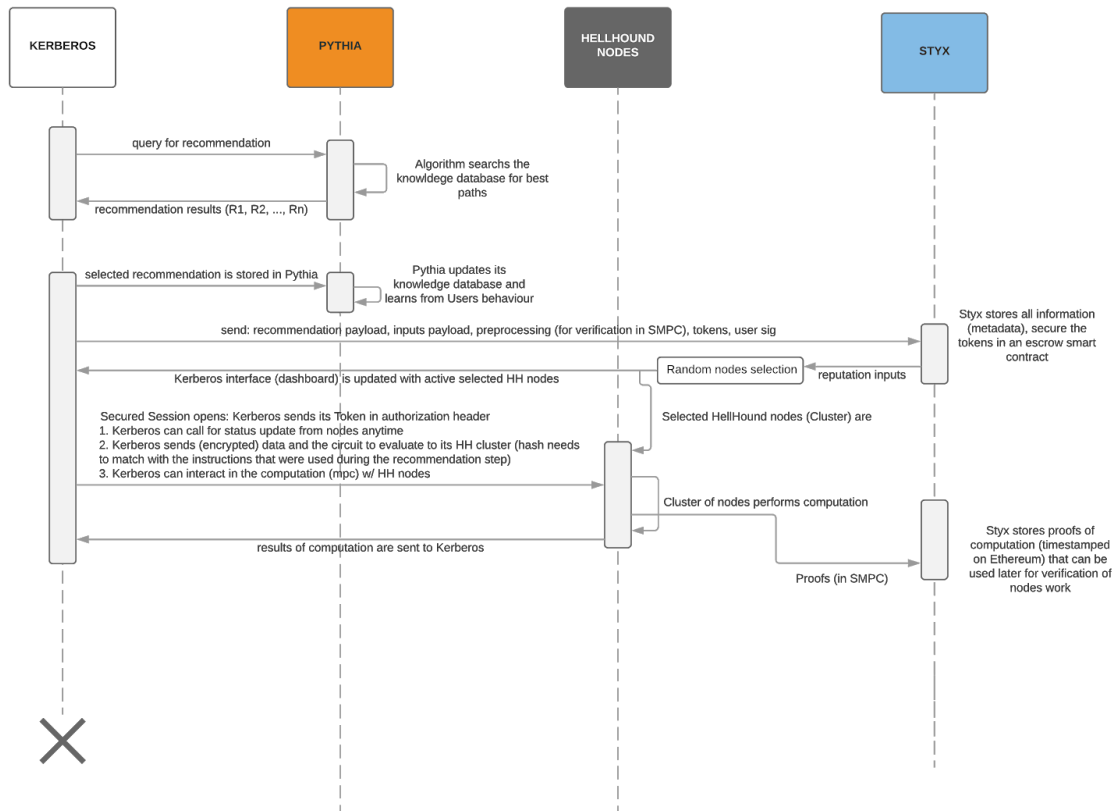 KERBEROS
PYTHIA
HELLHOUND
NODES
STYX
query for recommendation
Algorithm searchs the
knowldege database for best
paths
recommendation results (R1, R2, ..., Rn)
selected recommendation is stored in Pythia
Pythia updates its
knowledge database and
learns from Users behaviour
send: recommendation payload, inputs payload, preprocessing (for verification in SMPC), tokens, user sig
Styx stores all information
(metadata), secure the
tokens in an escrow smart
contract
Random nodes selection
reputation inputs
Kerberos interface (dashboard) is updated with active selected HH nodes
Selected HellHound nodes (Cluster) are
Secured Session opens: Kerberos sends its Token in authorization header
1. Kerberos can call for status update from nodes anytime
2. Kerberos sends (encrypted) data and the circuit to evaluate to its HH cluster (hash needs
to match with the instructions that were used during the recommendation step)
3. Kerberos can interact in the computation (mpc) w/ HH nodes
Cluster of nodes performs computation
results of computation are sent to Kerberos
Proofs (in SMPC)
Styx stores proofs of
computation (timestamped
on Ethereum) that can be
used later for verification of
nodes work